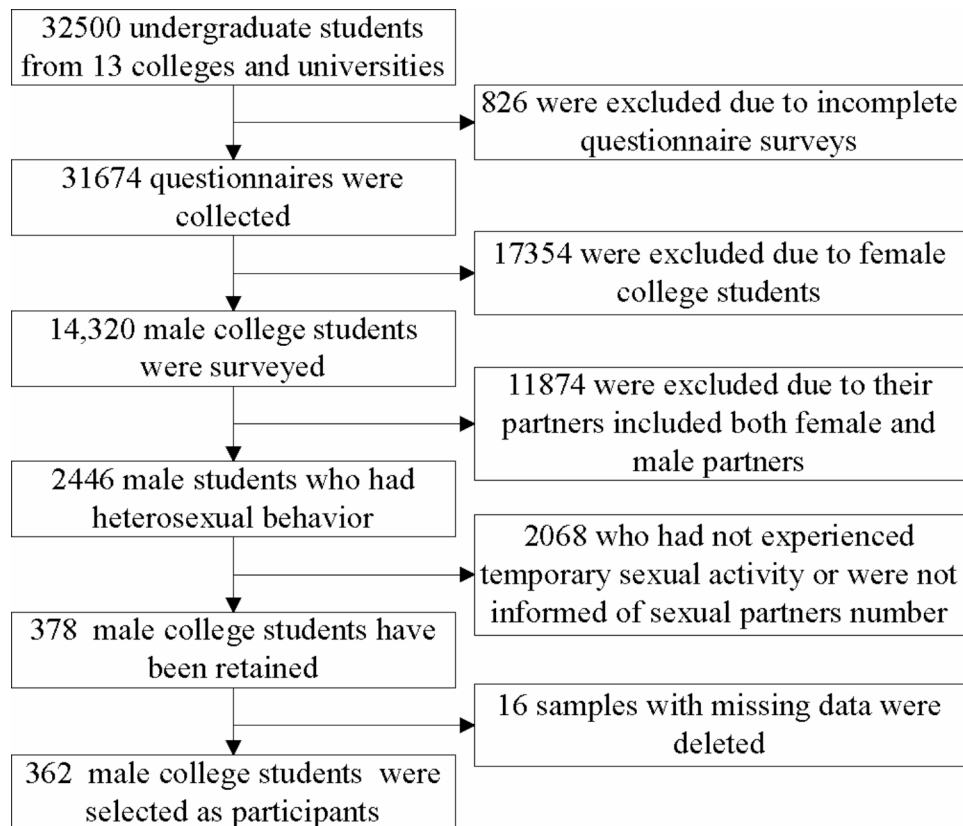 32500 undergraduate students
from 13 colleges and universities
826 were excluded due to incomplete
questionnaire surveys
31674 questionnaires were
collected
17354 were excluded due to female
college students
14,320 male college students
were surveyed
11874 were excluded due to their
partners included both female and
male partners
2446 male students who had
heterosexual behavior
2068 who had not experienced
temporary sexual activity or were not
informed of sexual partners number
378 male college students have
been retained
16 samples with missing data were
deleted
362 male college students were
selected as participants